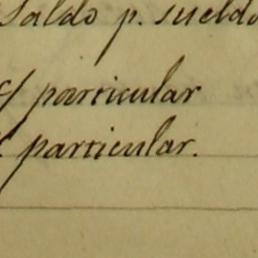 Saldo p. sueldo
c/ particular
particular.